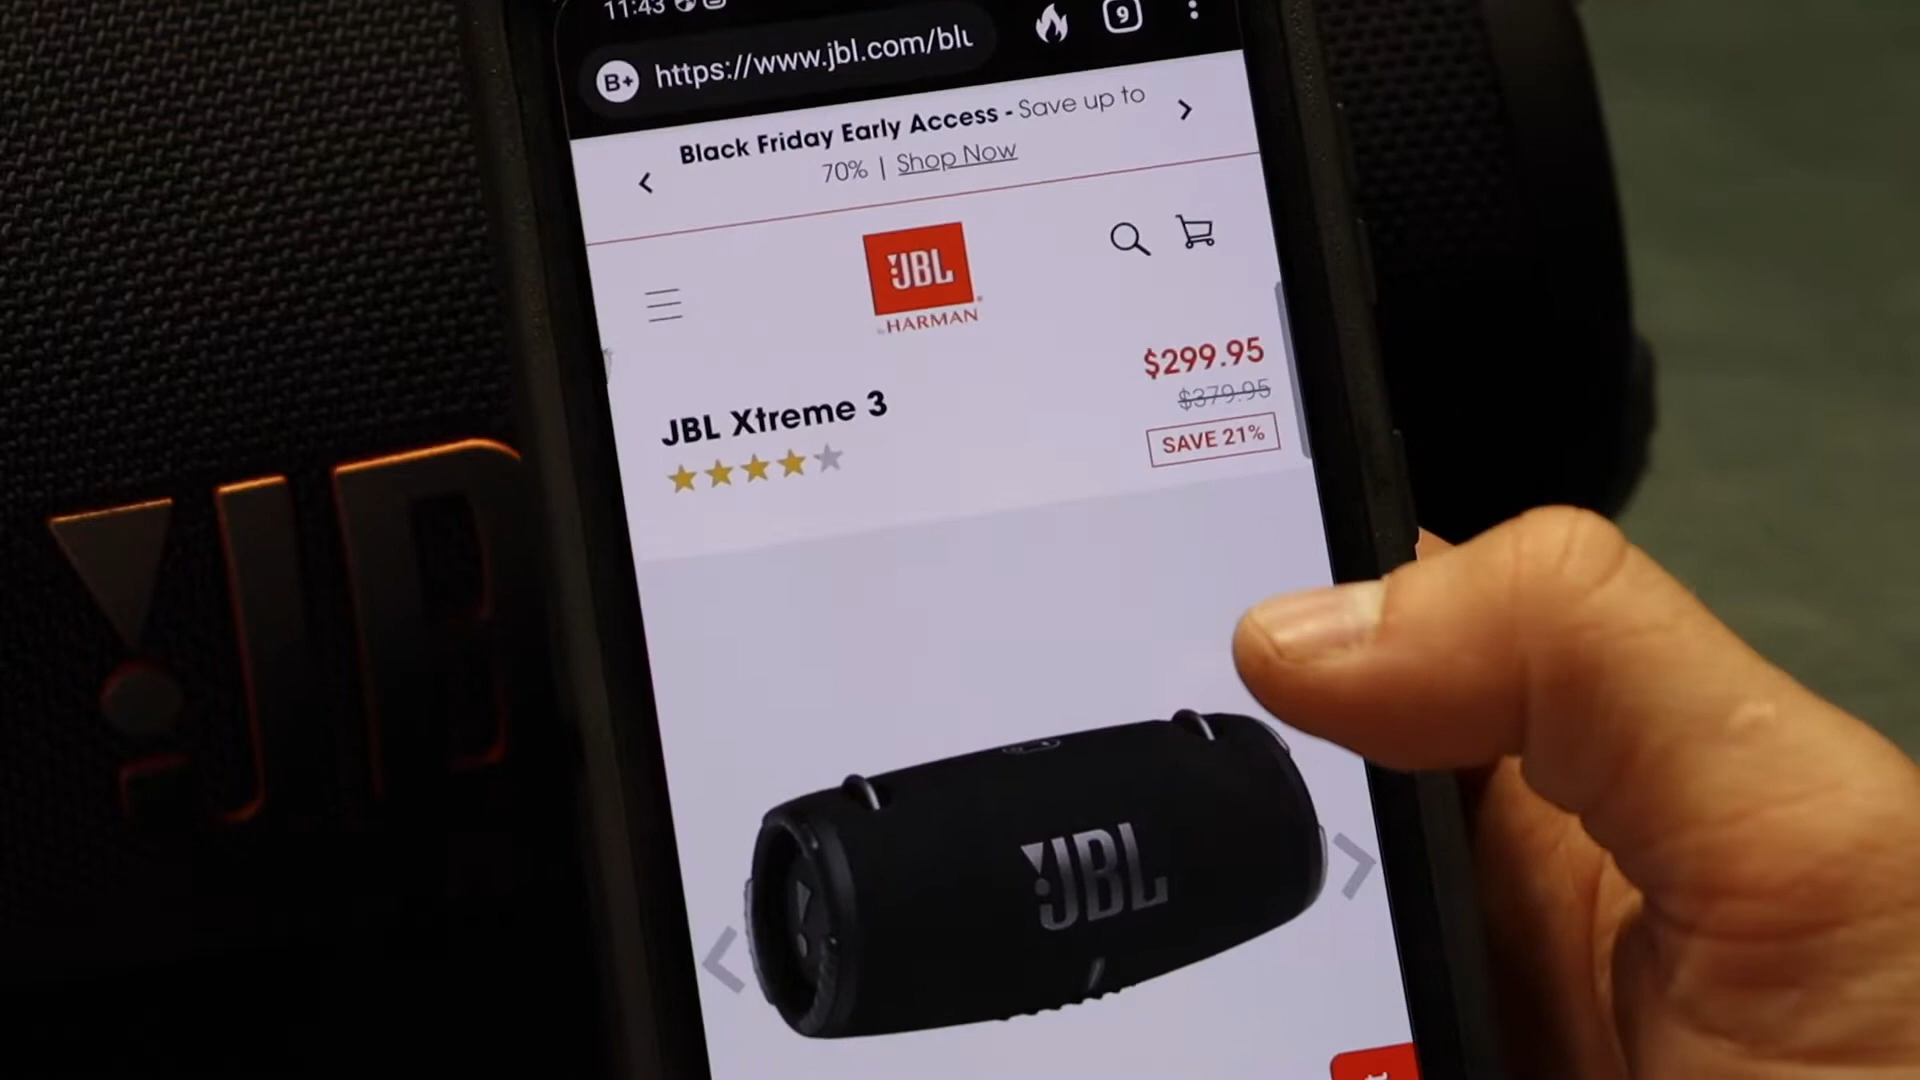 11:43
B+ https://www.jbl.com/blu
9
Black Friday Early Access - Save up to
70% | Shop Now
JBL
HARMAN
$299.95
$379.95
JBL Xtreme 3
SAVE 21%
JBL
JB